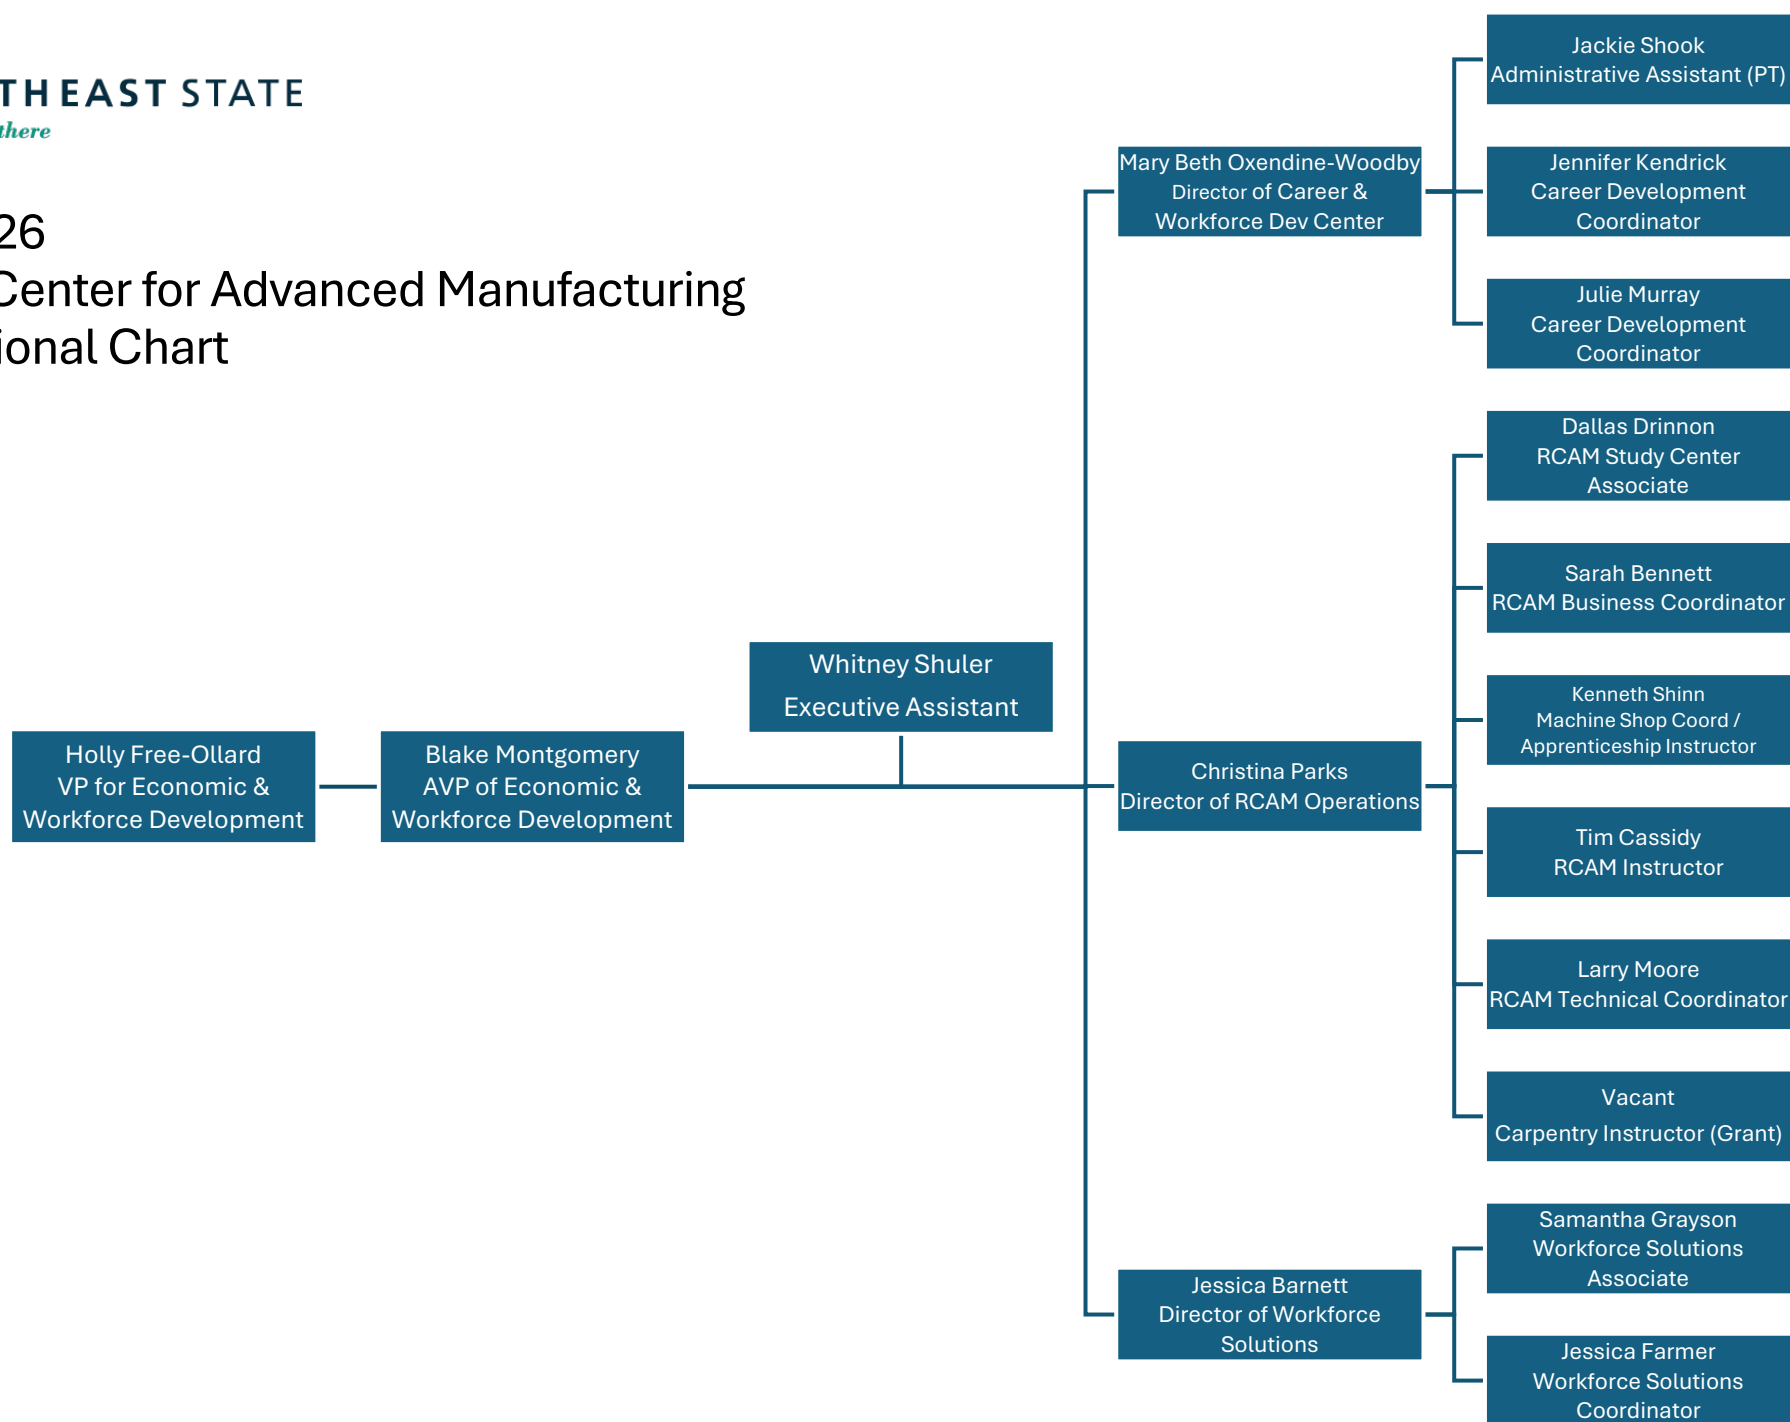 THEAST STATE
there
26
Center for Advanced Manufacturing
ional Chart
Holly Free-Ollard
VP for Economic &
Workforce Development
Blake Montgomery
AVP of Economic &
Workforce Development
Whitney Shuler
Executive Assistant
Mary Beth Oxendine-Woodby
Director of Career &
Workforce Dev Center
Jackie Shook
Administrative Assistant (PT)
Jennifer Kendrick
Career Development
Coordinator
Julie Murray
Career Development
Coordinator
Christina Parks
Director of RCAM Operations
Dallas Drinnon
RCAM Study Center
Associate
Sarah Bennett
RCAM Business Coordinator
Kenneth Shinn
Machine Shop Coord /
Apprenticeship Instructor
Tim Cassidy
RCAM Instructor
Larry Moore
RCAM Technical Coordinator
Vacant
Carpentry Instructor (Grant)
Jessica Barnett
Director of Workforce
Solutions
Samantha Grayson
Workforce Solutions
Associate
Jessica Farmer
Workforce Solutions
Coordinator